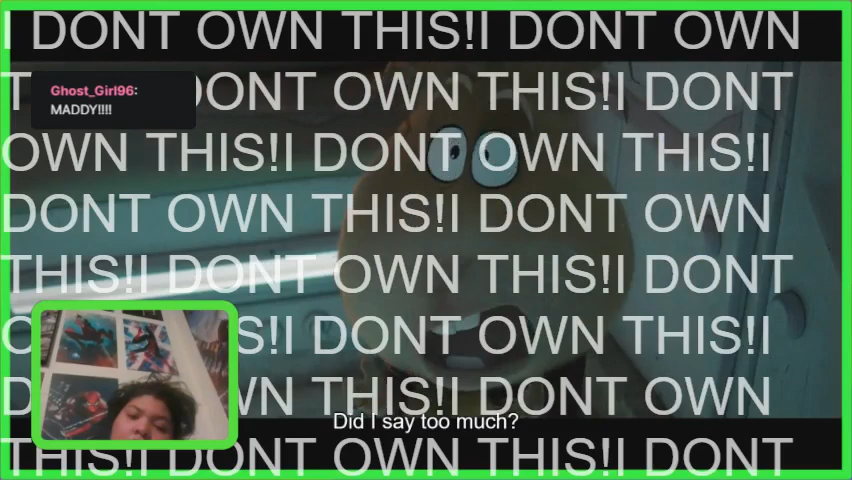 I DONT OWN THIS!I DONT OWN
T DONT OWN THIS!I DONT
Ghost_Girl96:
MADDY!!!!
OWN THIS!I DONT OWN THIS!I
DONT OWN THIS!I DONT OWN
THIS!I DONT OWN THIS!I DONT
O S!I DONT OWN THIS!I
D WN THIS!I DONT OWN
Did I say too much?
THIS!I DONT OWN THIS!I DONT